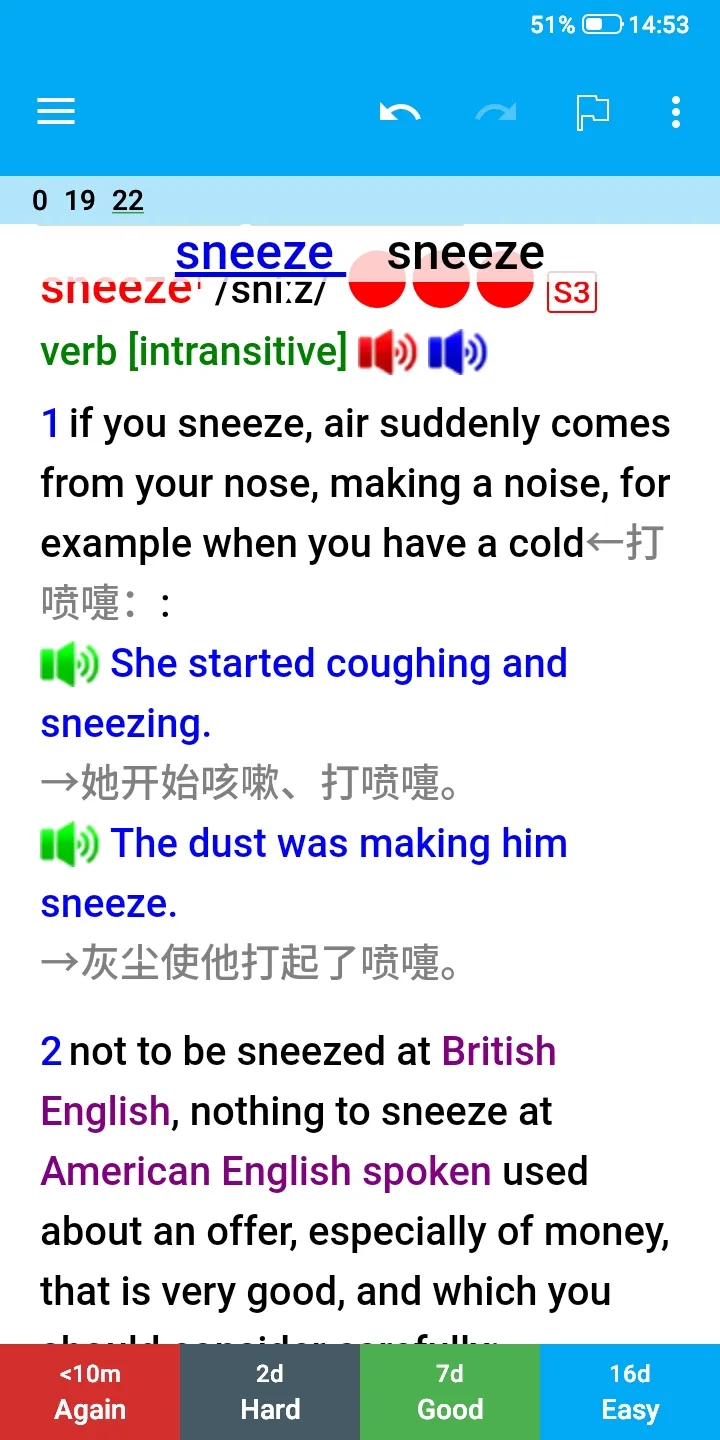 51% 14:53
0 19 22
sneeze sneeze
sneeze¹ /sniːz/ S3
verb [intransitive]
1 if you sneeze, air suddenly comes
from your nose, making a noise, for
example when you have a cold←打
喷嚏：:
She started coughing and
sneezing.
→她开始咳嗽、打喷嚏。
The dust was making him
sneeze.
→灰尘使他打起了喷嚏。
2 not to be sneezed at British
English, nothing to sneeze at
American English spoken used
about an offer, especially of money,
that is very good, and which you
should consider carefully:
<10m 2d 7d 16d
Again Hard Good Easy